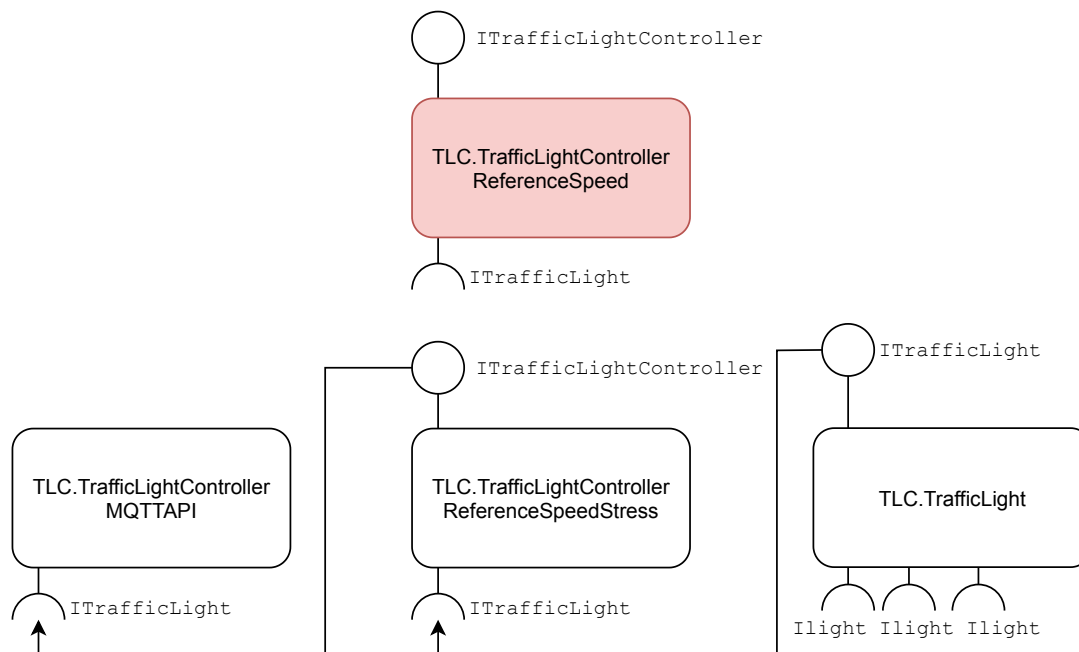 ITrafficLightController
TLC.TrafficLightController
ReferenceSpeed
ITrafficLight
ITrafficLightController
ITrafficLight
TLC.TrafficLightController
MQTTAPI
TLC.TrafficLightController
ReferenceSpeedStress
TLC.TrafficLight
ITrafficLight
ITrafficLight
Ilight Ilight Ilight